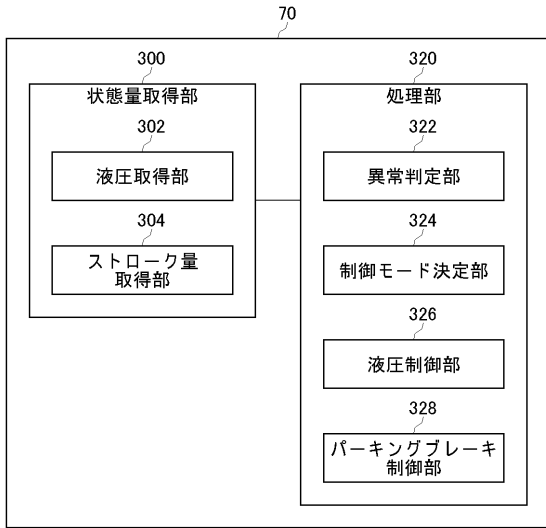 70
300
状態量取得部
302
液圧取得部
304
ストローク量
取得部
320
処理部
322
異常判定部
324
制御モード決定部
326
液圧制御部
328
パーキングブレーキ
制御部